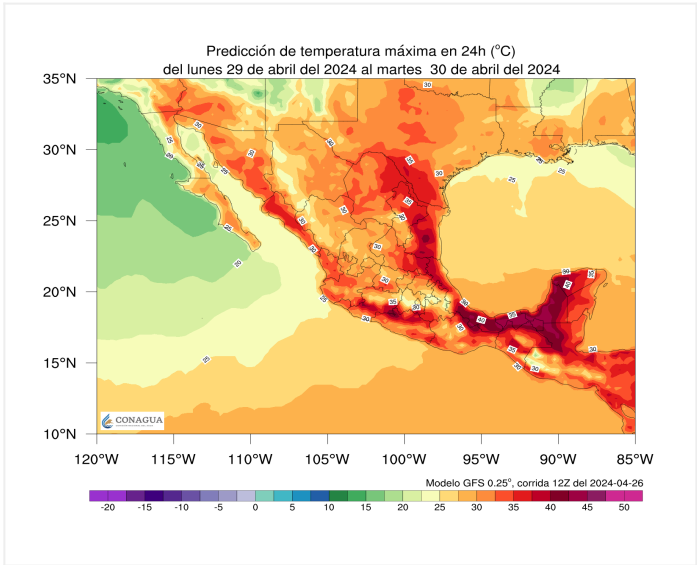 Predicción de temperatura máxima en 24h (°C)
del lunes 29 de abril del 2024 al martes  30 de abril del 2024
35°N
30°N
25°N
20°N
15°N
10°N
120°W 115°W 110°W 105°W 100°W 95°W 90°W 85°W
CONAGUA
Modelo GFS 0.25°, corrida 12Z del 2024-04-26
-20 -15 -10 -5 0 5 10 15 20 25 30 35 40 45 50